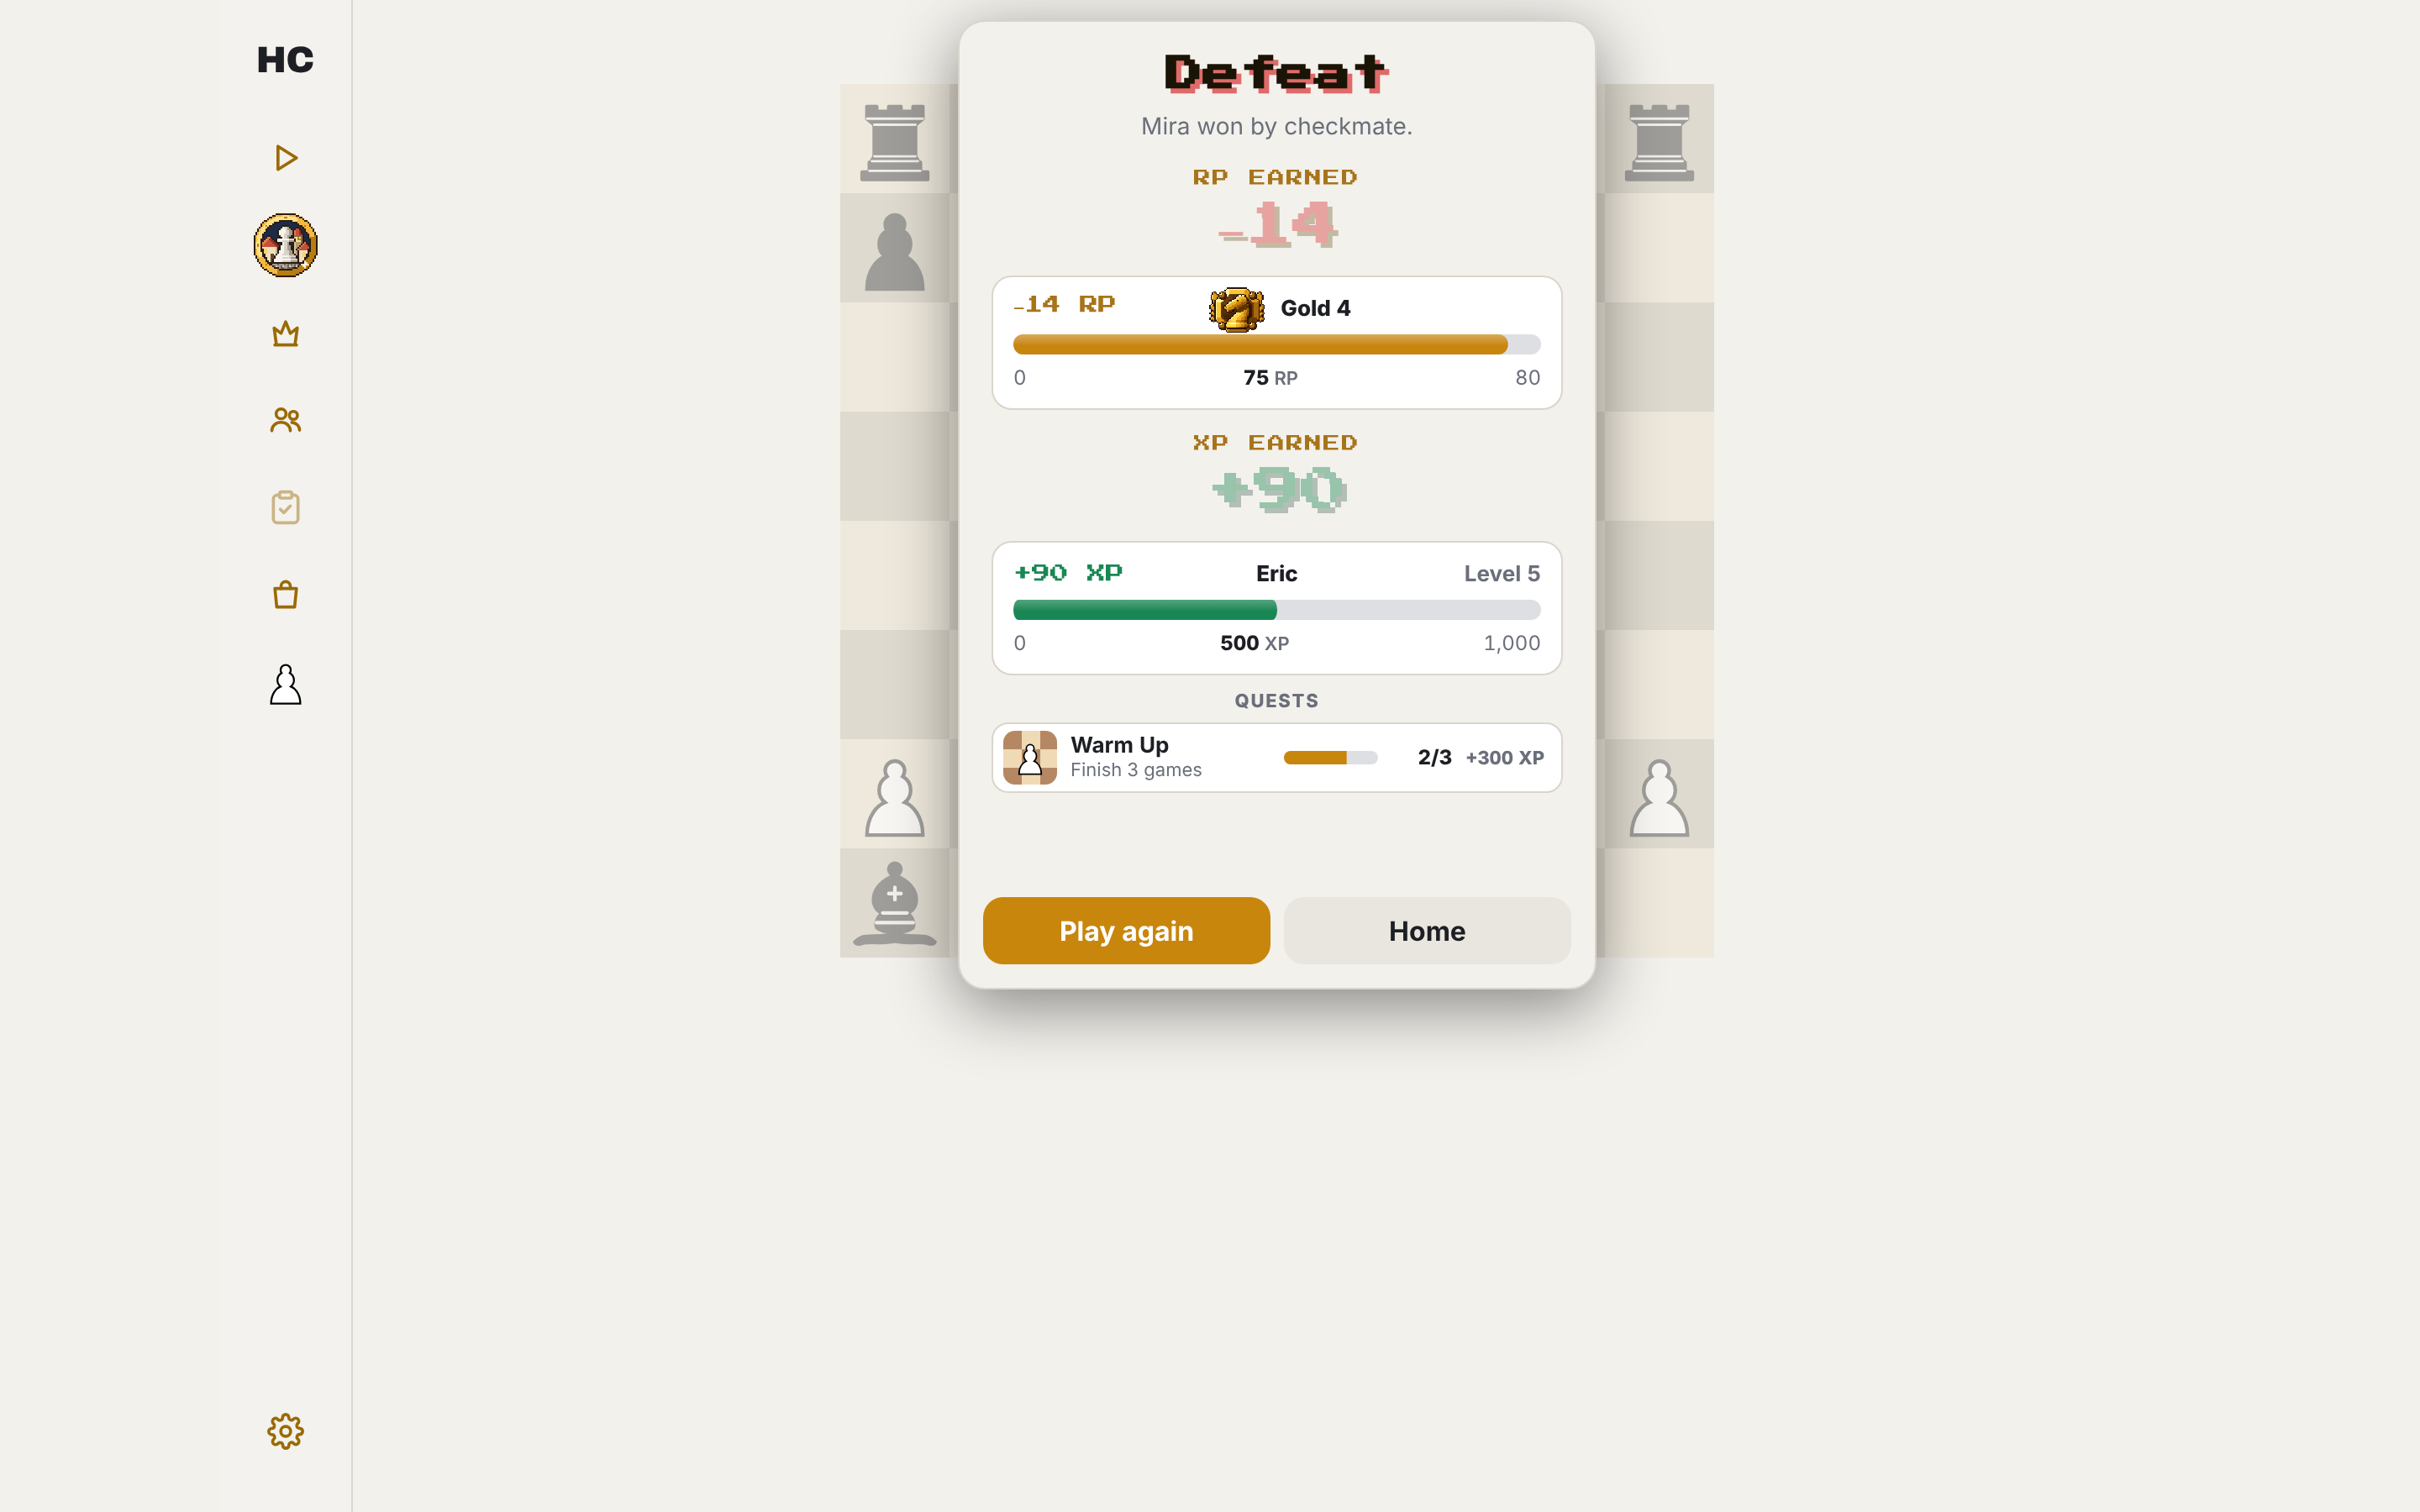 HC
Defeat
Mira won by checkmate.
RP EARNED
-14
-14 RP
Gold 4
0
75 RP
80
XP EARNED
+90
+90 XP
Eric
Level 5
0
500 XP
1,000
QUESTS
Warm Up
Finish 3 games
2/3
+300 XP
Play again
Home